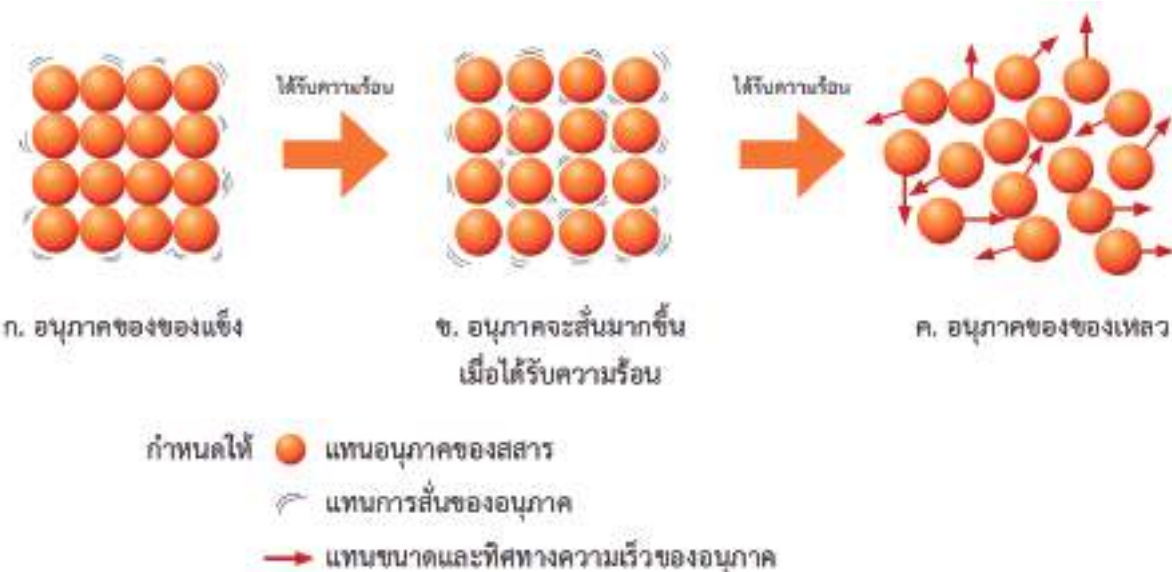 ได้รับความร้อน
ได้รับความร้อน
ก. อนุภาคของของแข็ง
ข. อนุภาคจะสั่นมากขึ้น
เมื่อได้รับความร้อน
ค. อนุภาคของของเหลว
กำหนดให้ แทนอนุภาคของสสาร
แทนการสั่นของอนุภาค
แทนขนาดและทิศทางความเร็วของอนุภาค